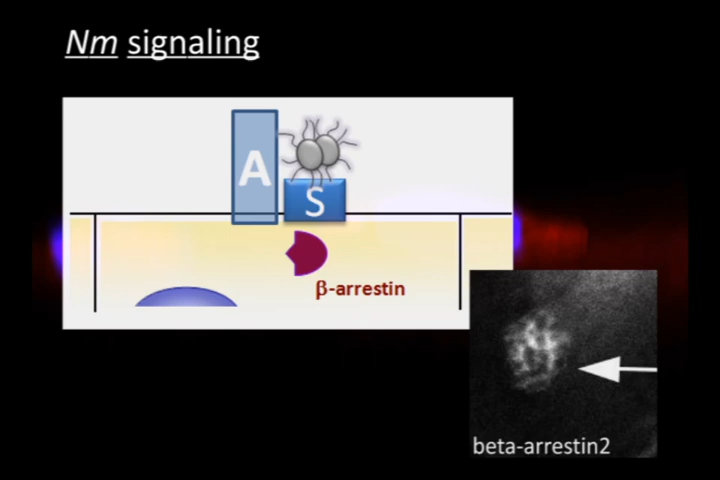 Nm signaling
A
S
β-arrestin
beta-arrestin2